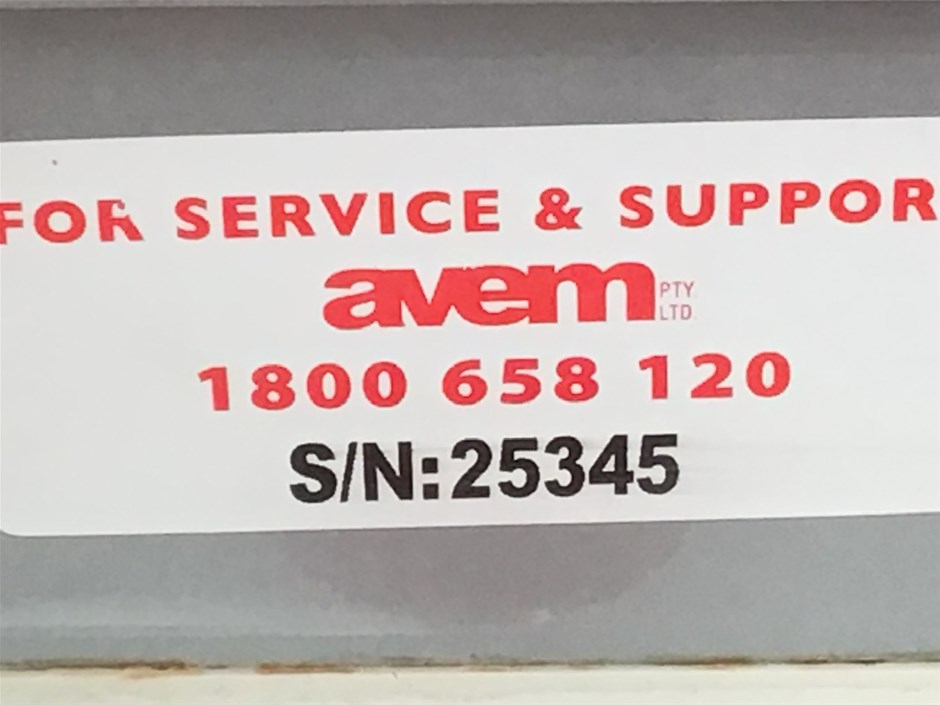 FOR SERVICE & SUPPOR
avem PTY LTD
1800 658 120
S/N:25345